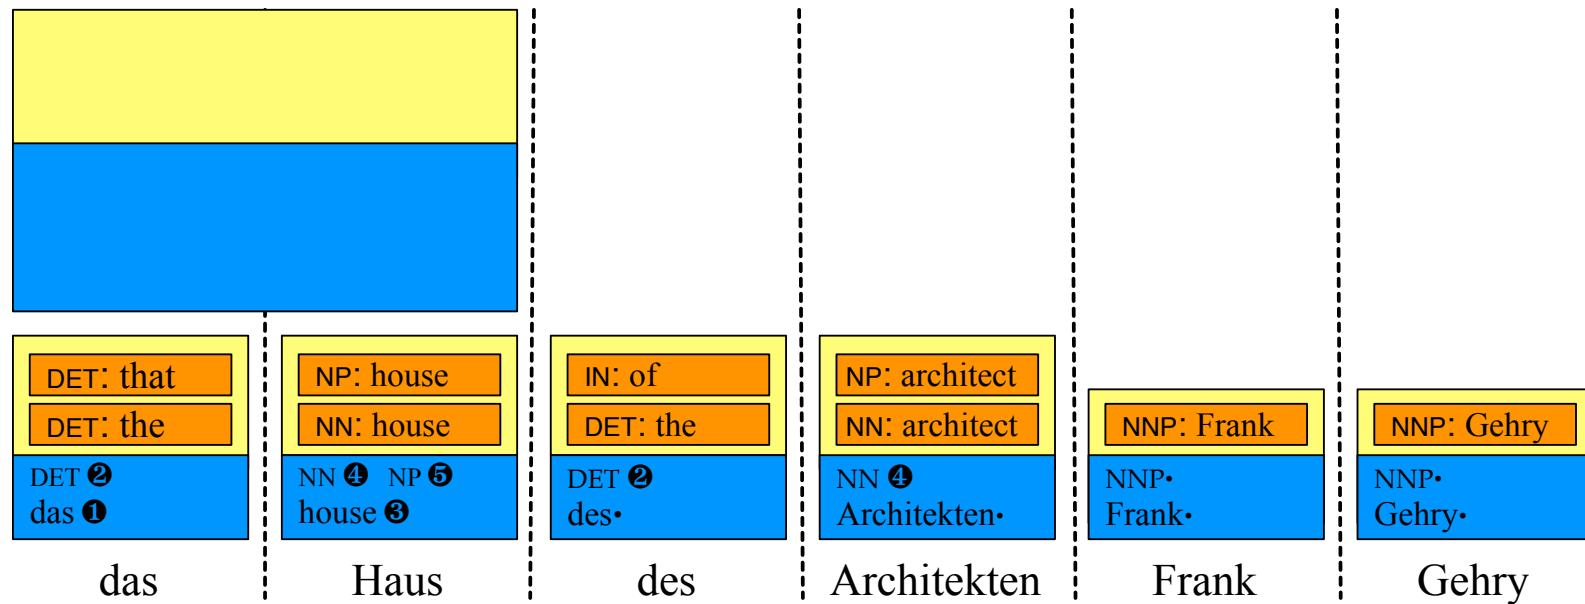 DET: that
DET: the
DET ❷
das ❶
NP: house
NN: house
NN ❹ NP ❺
house ❸
IN: of
DET: the
DET ❷
des•
NP: architect
NN: architect
NN ❹
Architekten•
NNP: Frank
NNP•
Frank•
NNP: Gehry
NNP•
Gehry•
das Haus des Architekten Frank Gehry